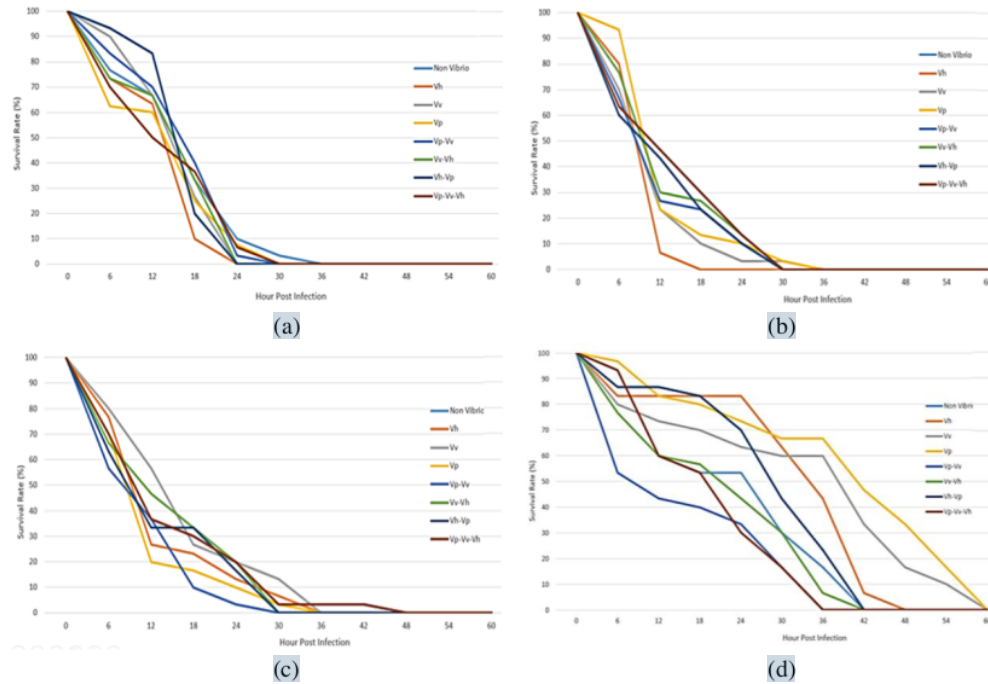 100
90
80
70
60
50
40
30
20
10
0
Survival Rate (%)
0 6 12 18 24 30 36 42 48 54 60
Hour Post Infection
Non Vibrio
Vh
Vv
Vp
Vp-Vv
Vv-Vh
Vh-Vp
Vp-Vv-Vh
(a)
100
90
80
70
60
50
40
30
20
10
0
Survival Rate (%)
0 6 12 18 24 30 36 42 48 54 60
Hour Post Infection
Non Vibrio
Vh
Vv
Vp
Vp-Vv
Vv-Vh
Vh-Vp
Vp-Vv-Vh
(b)
100
90
80
70
60
50
40
30
20
10
0
Survival Rate (%)
0 6 12 18 24 30 36 42 48 54 60
Hour Post Infection
Non Vibric
Vh
Vv
Vp
Vp-Vv
Vv-Vh
Vh-Vp
Vp-Vv-Vh
(c)
100
90
80
70
60
50
40
30
20
10
0
Survival Rate (%)
0 6 12 18 24 30 36 42 48 54 60
Hour Post Infection
Non Vibri
Vh
Vv
Vp
Vp-Vv
Vv-Vh
Vh-Vp
Vp-Vv-Vh
(d)